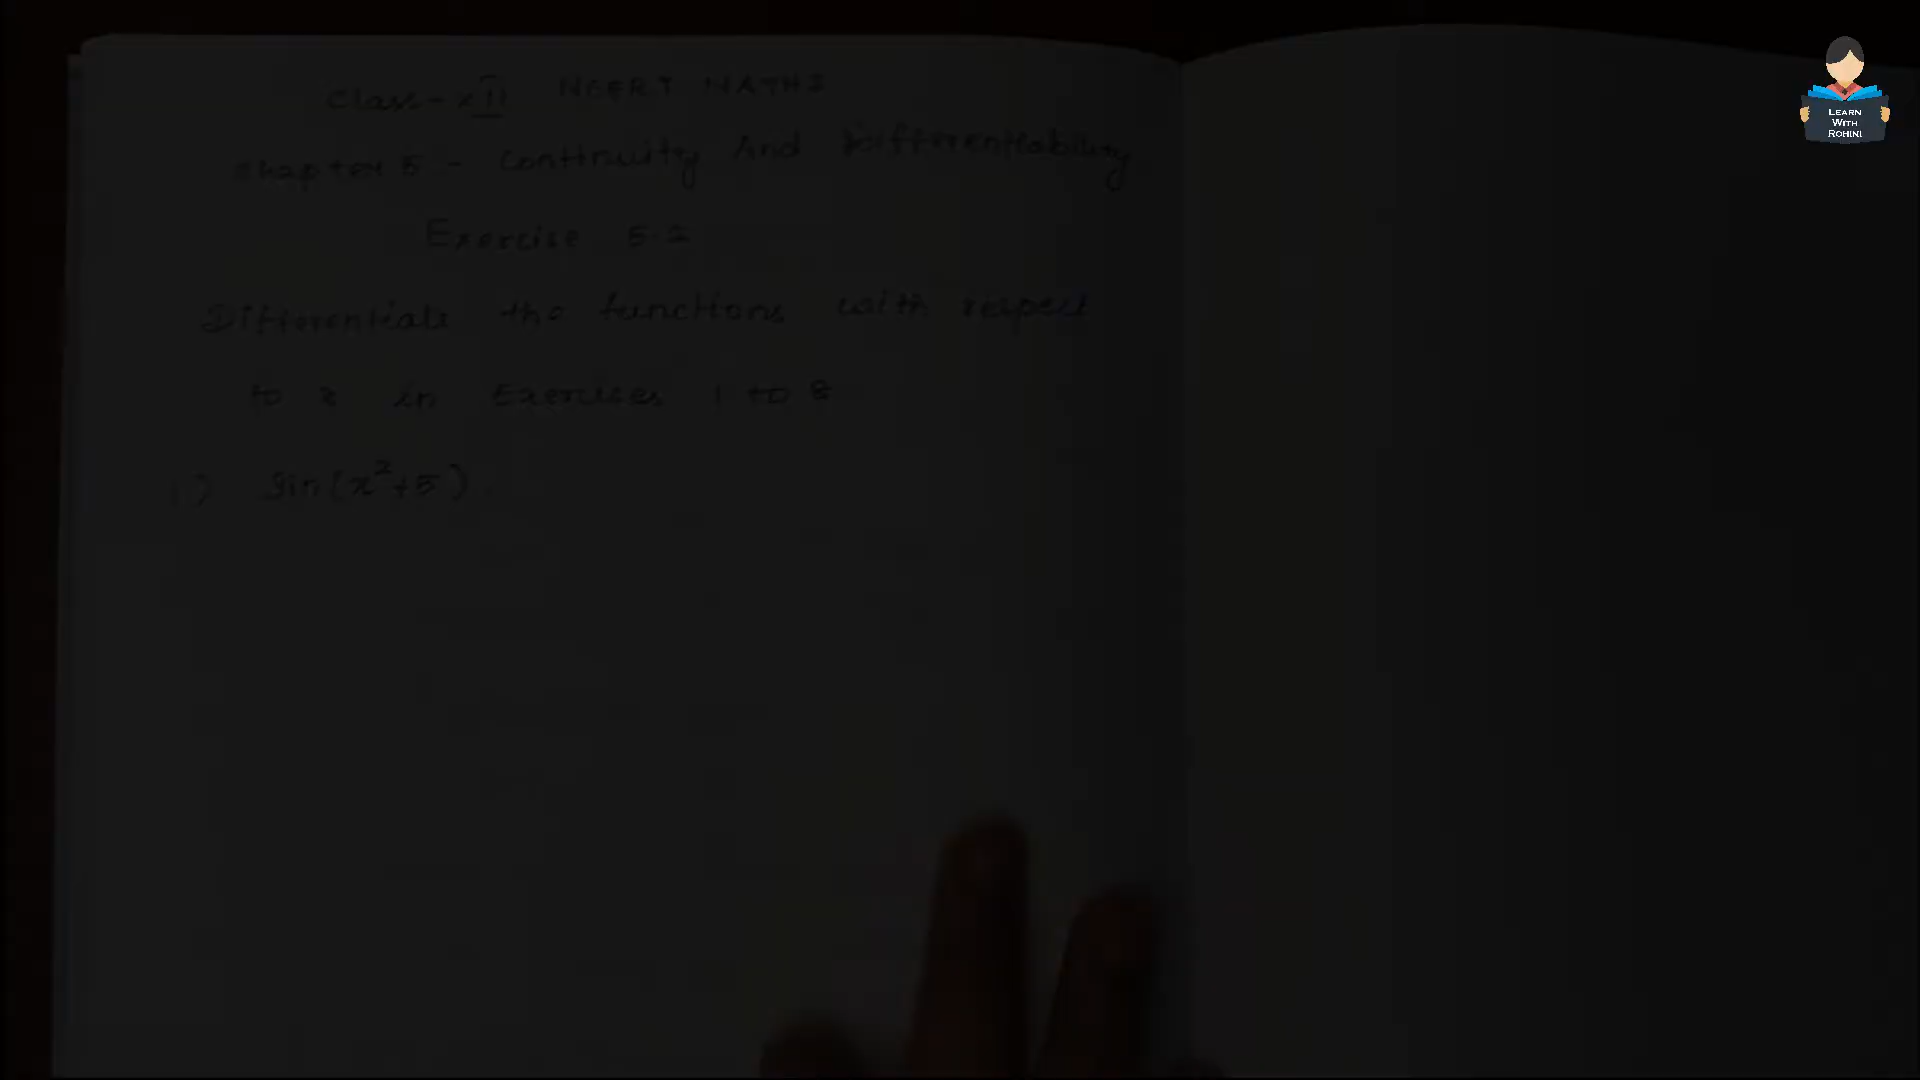 Class-XII NCERT MATHS
Chapter 5 - Continuity And Differentiability
Exercise 5.2
Differentiate the functions with respect
to x in Exercises 1 to 8
1) Sin(x²+5).
LEARN
WITH
ROHINI